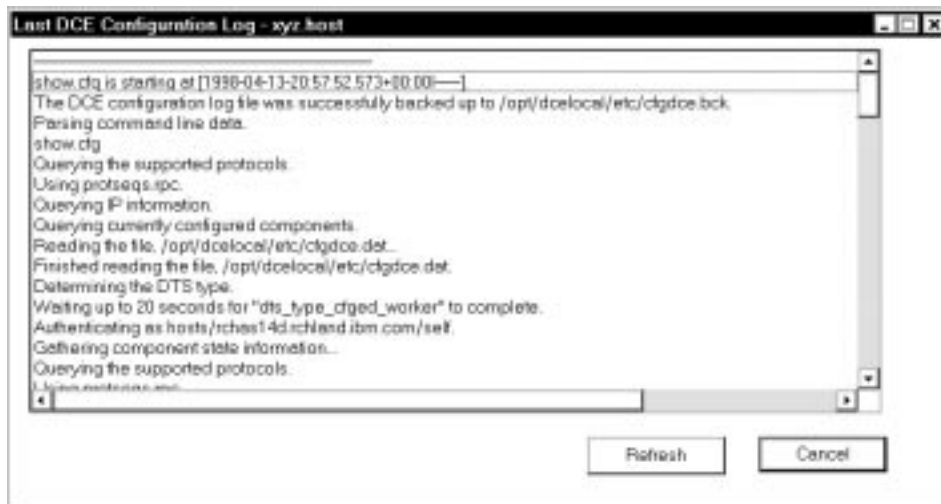 Last DCE Configuration Log - xyz.host
show.cfg is starting at [1998-04-13-20:57:52.573+00:00I-----]
The DCE configuration log file was successfully backed up to /opt/dcelocal/etc/cfgdce.bck.
Parsing command line data.
show.cfg
Querying the supported protocols.
Using protseqs.rpc.
Querying IP information.
Querying currently configured components.
Reading the file, /opt/dcelocal/etc/cfgdce.dat...
Finished reading the file, /opt/dcelocal/etc/cfgdce.dat.
Determining the DTS type.
Waiting up to 20 seconds for "dts_type_cfged_worker" to complete.
Authenticating as hosts/rchas14d.rchland.ibm.com/self.
Gathering component state information...
Querying the supported protocols.
Using protseqs.rpc.
Refresh
Cancel